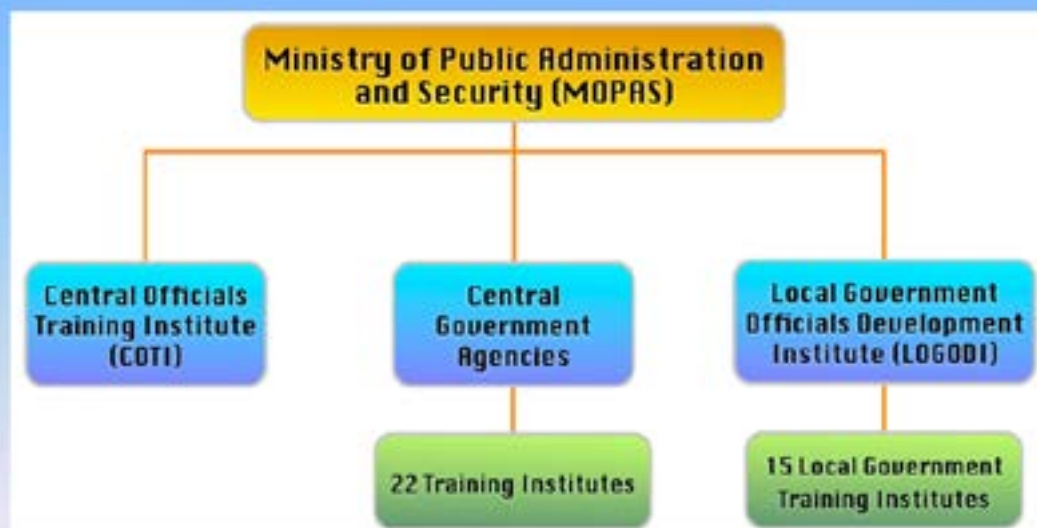 Ministry of Public Administration
and Security (MOPAS)
Central Officials
Training Institute
(COTI)
Central
Government
Agencies
Local Government
Officials Development
Institute (LOGODI)
22 Training Institutes
15 Local Government
Training Institutes